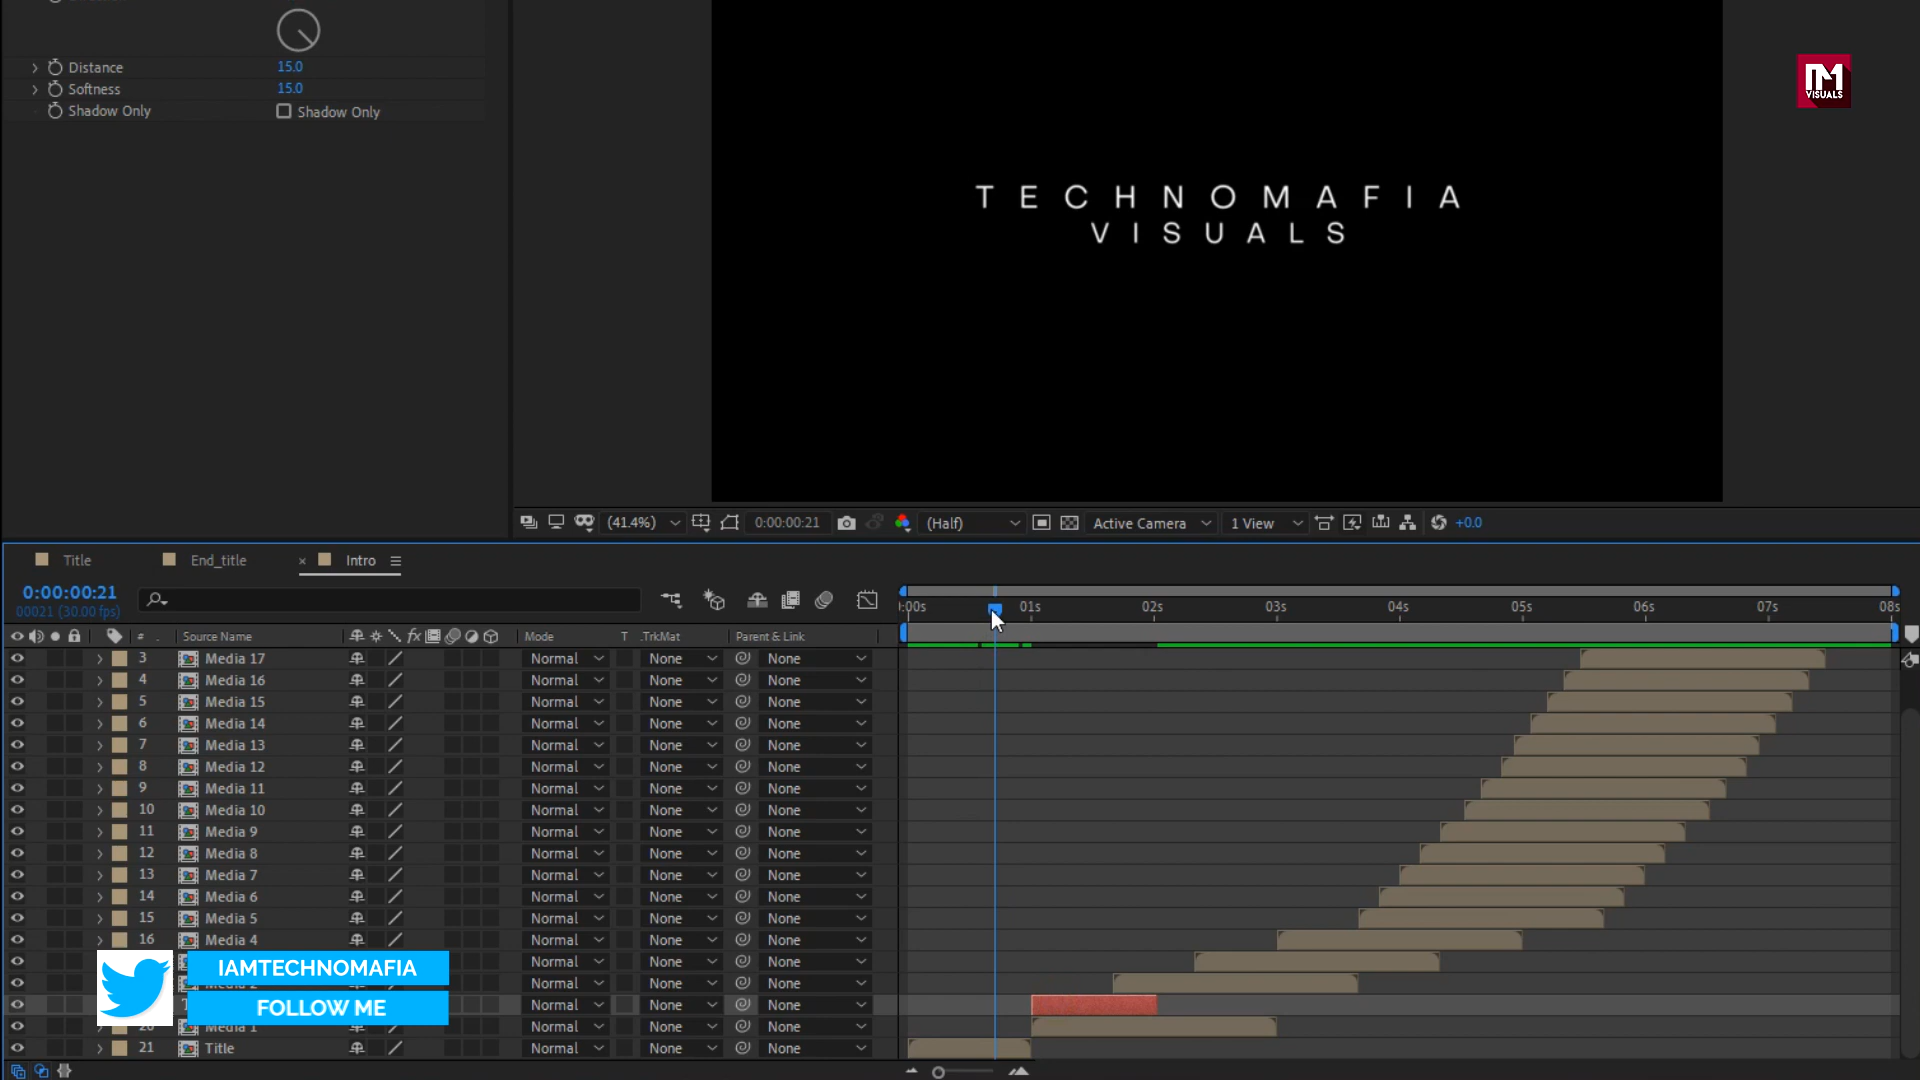 Distance 15.0
Softness 15.0
Shadow Only Shadow Only
TM
VISUALS
TECHNOMAFIA
VISUALS
(41.4%) 0:00:00:21 (Half) Active Camera 1 View +0.0
Title End_title × Intro
0:00:00:21
00021 (30.00 fps)
:00s 01s 02s 03s 04s 05s 06s 07s 08s
# Source Name fx Mode T .TrkMat Parent & Link
3 Media 17 Normal None None
4 Media 16 Normal None None
5 Media 15 Normal None None
6 Media 14 Normal None None
7 Media 13 Normal None None
8 Media 12 Normal None None
9 Media 11 Normal None None
10 Media 10 Normal None None
11 Media 9 Normal None None
12 Media 8 Normal None None
13 Media 7 Normal None None
14 Media 6 Normal None None
15 Media 5 Normal None None
16 Media 4 Normal None None
IAMTECHNOMAFIA Normal None None
Media 2 Normal None None
FOLLOW ME Normal None None
20 Media 1 Normal None None
21 Title Normal None None